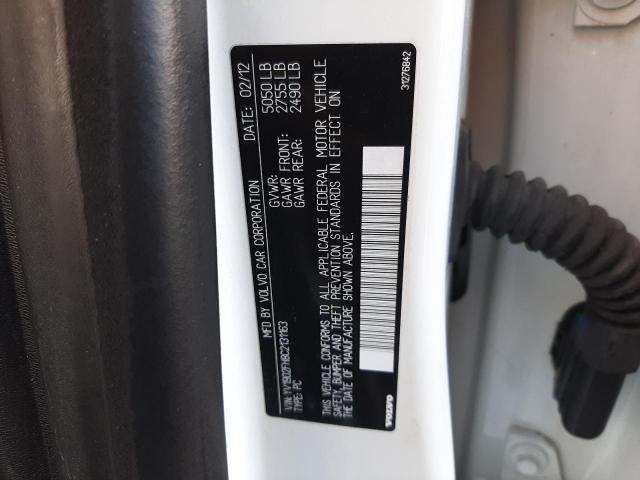 MFD BY VOLVO CAR CORPORATION DATE: 02/12
GVWR: 5050 LB
GAWR FRONT: 2755 LB
GAWR REAR: 2490 LB
VIN: YV1902FH8C2131163
TYPE: PC
THIS VEHICLE CONFORMS TO ALL APPLICABLE FEDERAL MOTOR VEHICLE
SAFETY, BUMPER AND THEFT PREVENTION STANDARDS IN EFFECT ON
THE DATE OF MANUFACTURE SHOWN ABOVE.
VOLVO
31276842